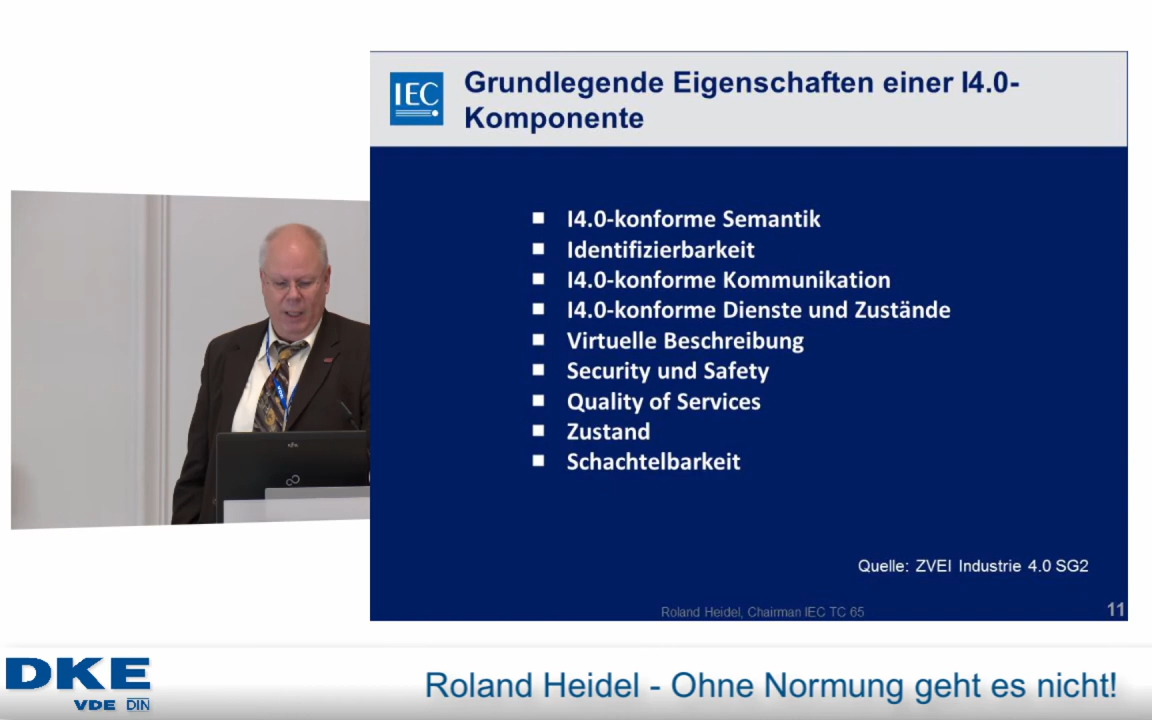 IEC
Grundlegende Eigenschaften einer I4.0-
Komponente
I4.0-konforme Semantik
Identifizierbarkeit
I4.0-konforme Kommunikation
I4.0-konforme Dienste und Zustände
Virtuelle Beschreibung
Security und Safety
Quality of Services
Zustand
Schachtelbarkeit
Quelle: ZVEI Industrie 4.0 SG2
Roland Heidel, Chairman IEC TC 65
11
DKE
VDE DIN
Roland Heidel - Ohne Normung geht es nicht!